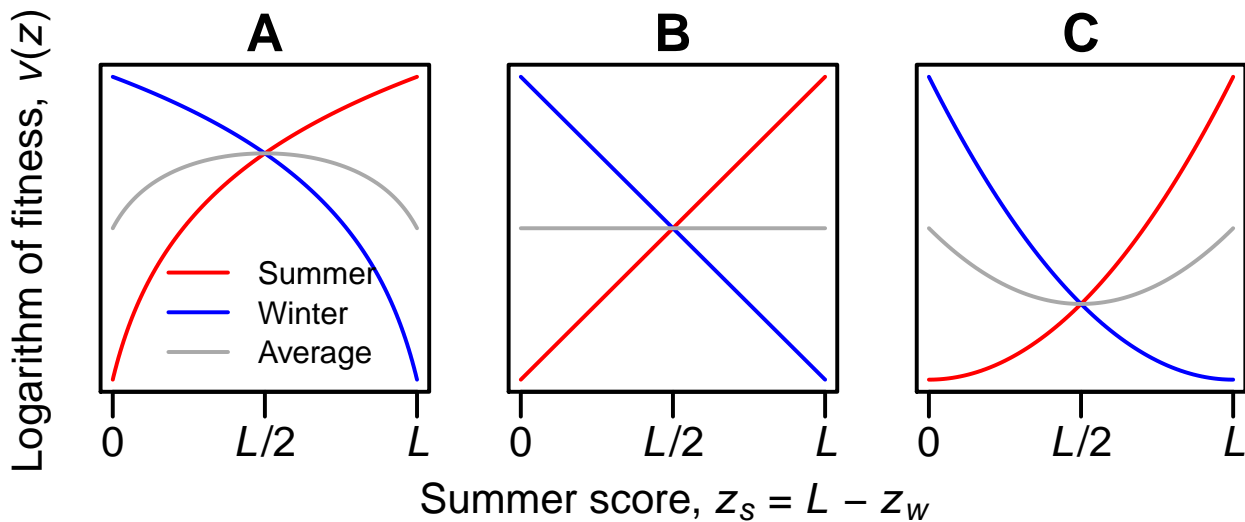 A B C
Logarithm of fitness, v(z)
Summer
Winter
Average
0 L/2 L 0 L/2 L 0 L/2 L
Summer score, z_s = L − z_w